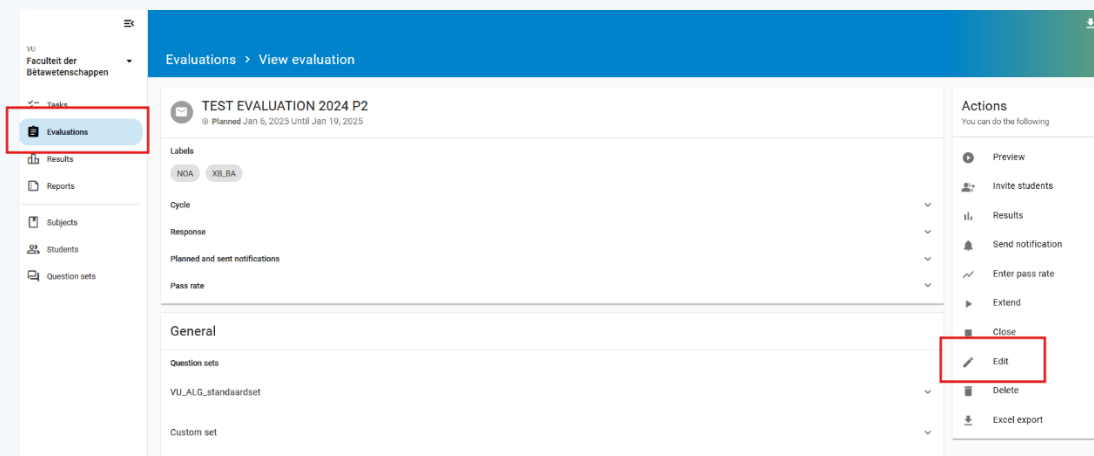 VU
Faculteit der
Bètawetenschappen
Tasks
Evaluations
Results
Reports
Subjects
Students
Question sets
Evaluations > View evaluation
TEST EVALUATION 2024 P2
Planned Jan 6, 2025 Until Jan 19, 2025
Labels
NOA XB_BA
Cycle
Response
Planned and sent notifications
Pass rate
General
Question sets
VU_ALG_standaardset
Custom set
Actions
You can do the following
Preview
Invite students
Results
Send notification
Enter pass rate
Extend
Close
Edit
Delete
Excel export